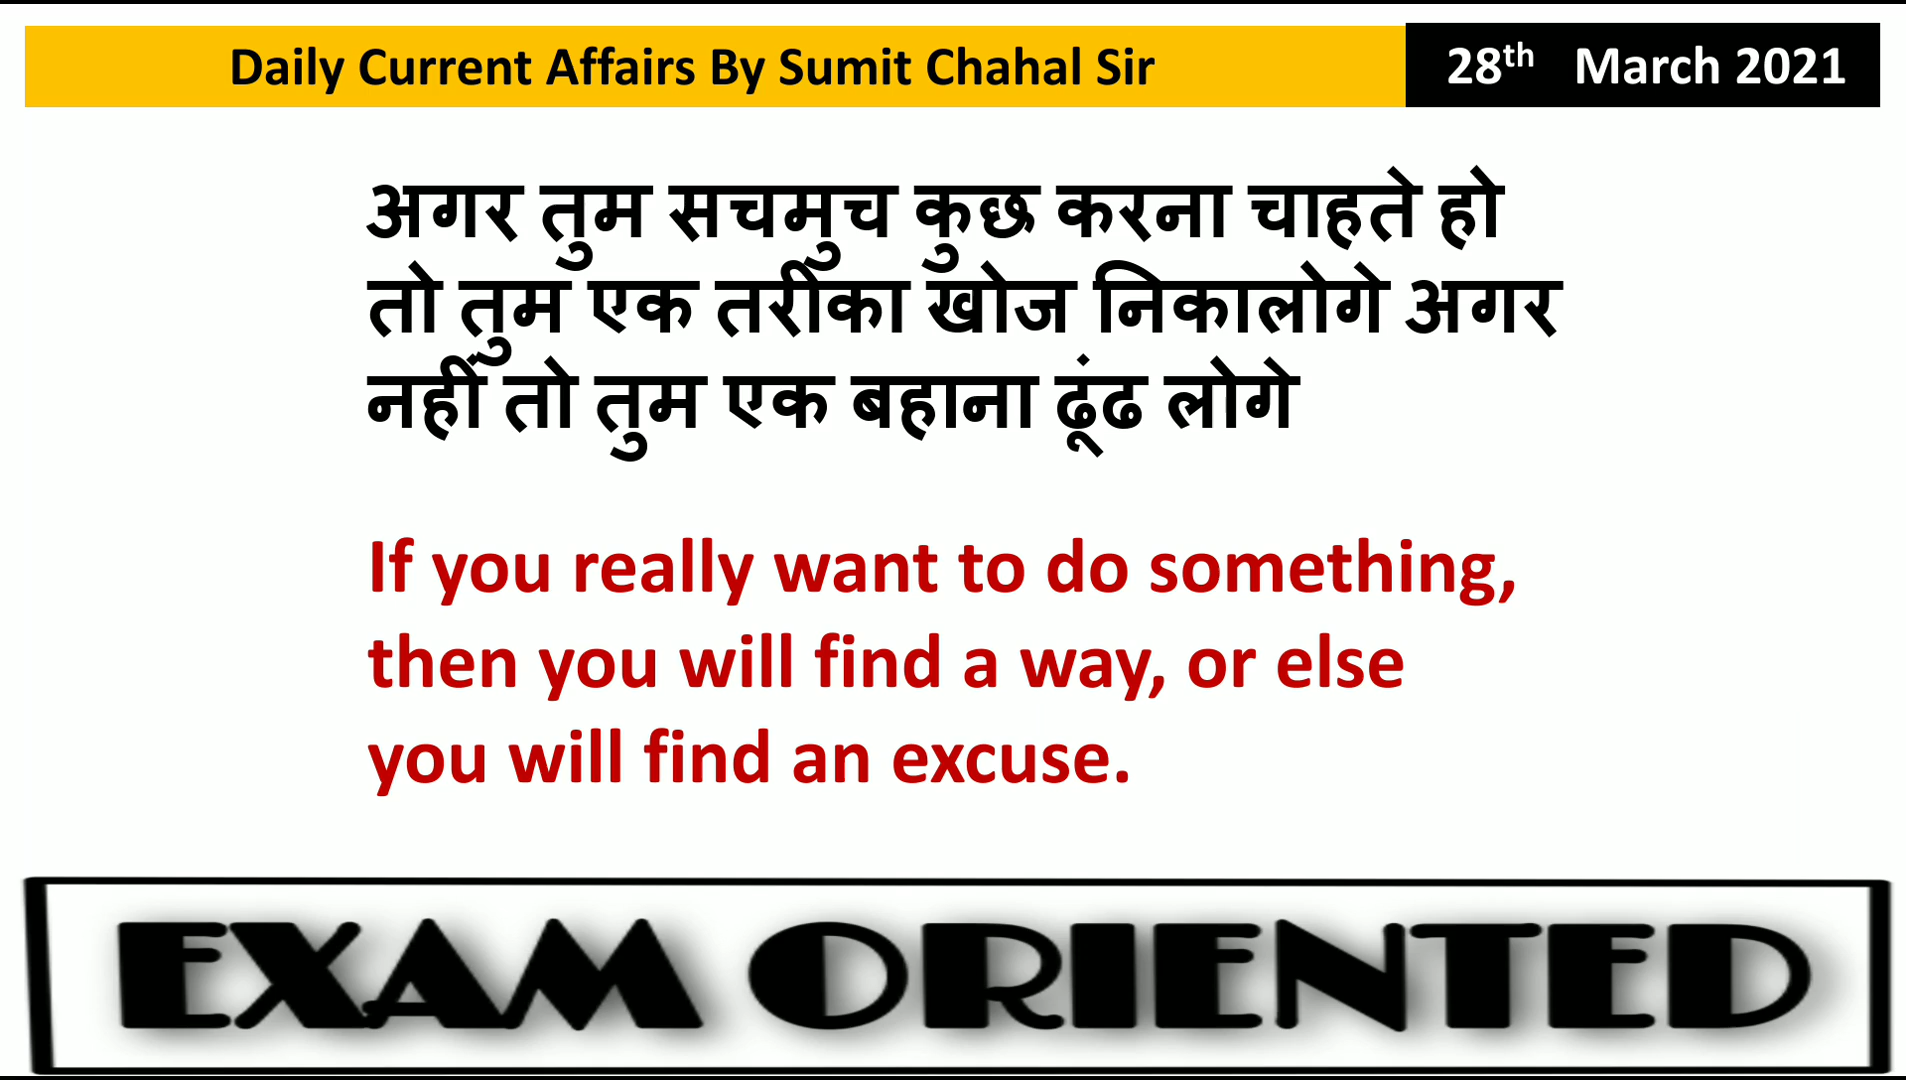 Daily Current Affairs By Sumit Chahal Sir
28th March 2021
अगर तुम सचमुच कुछ करना चाहते हो
तो तुम एक तरीका खोज निकालोगे अगर
नहीं तो तुम एक बहाना ढूंढ लोगे
If you really want to do something,
then you will find a way, or else
you will find an excuse.
EXAM ORIENTED